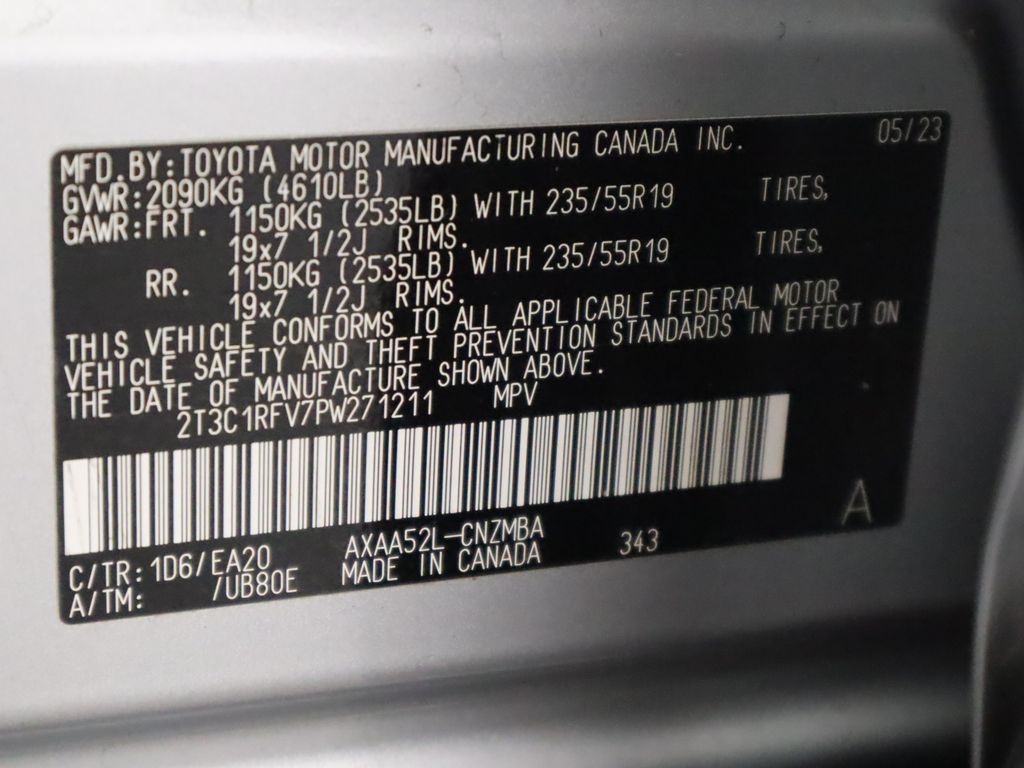 05/23
MFD.BY:TOYOTA MOTOR MANUFACTURING CANADA INC.
GVWR:2090KG (4610LB)
GAWR:FRT. 1150KG (2535LB) WITH 235/55R19 TIRES,
19x7 1/2J RIMS.
RR. 1150KG (2535LB) WITH 235/55R19 TIRES,
19x7 1/2J RIMS.
THIS VEHICLE CONFORMS TO ALL APPLICABLE FEDERAL MOTOR
VEHICLE SAFETY AND THEFT PREVENTION STANDARDS IN EFFECT ON
THE DATE OF MANUFACTURE SHOWN ABOVE.
2T3C1RFV7PW271211 MPV
A
C/TR:1D6/EA20 AXAA52L-CNZMBA 343
A/TM: /UB80E MADE IN CANADA